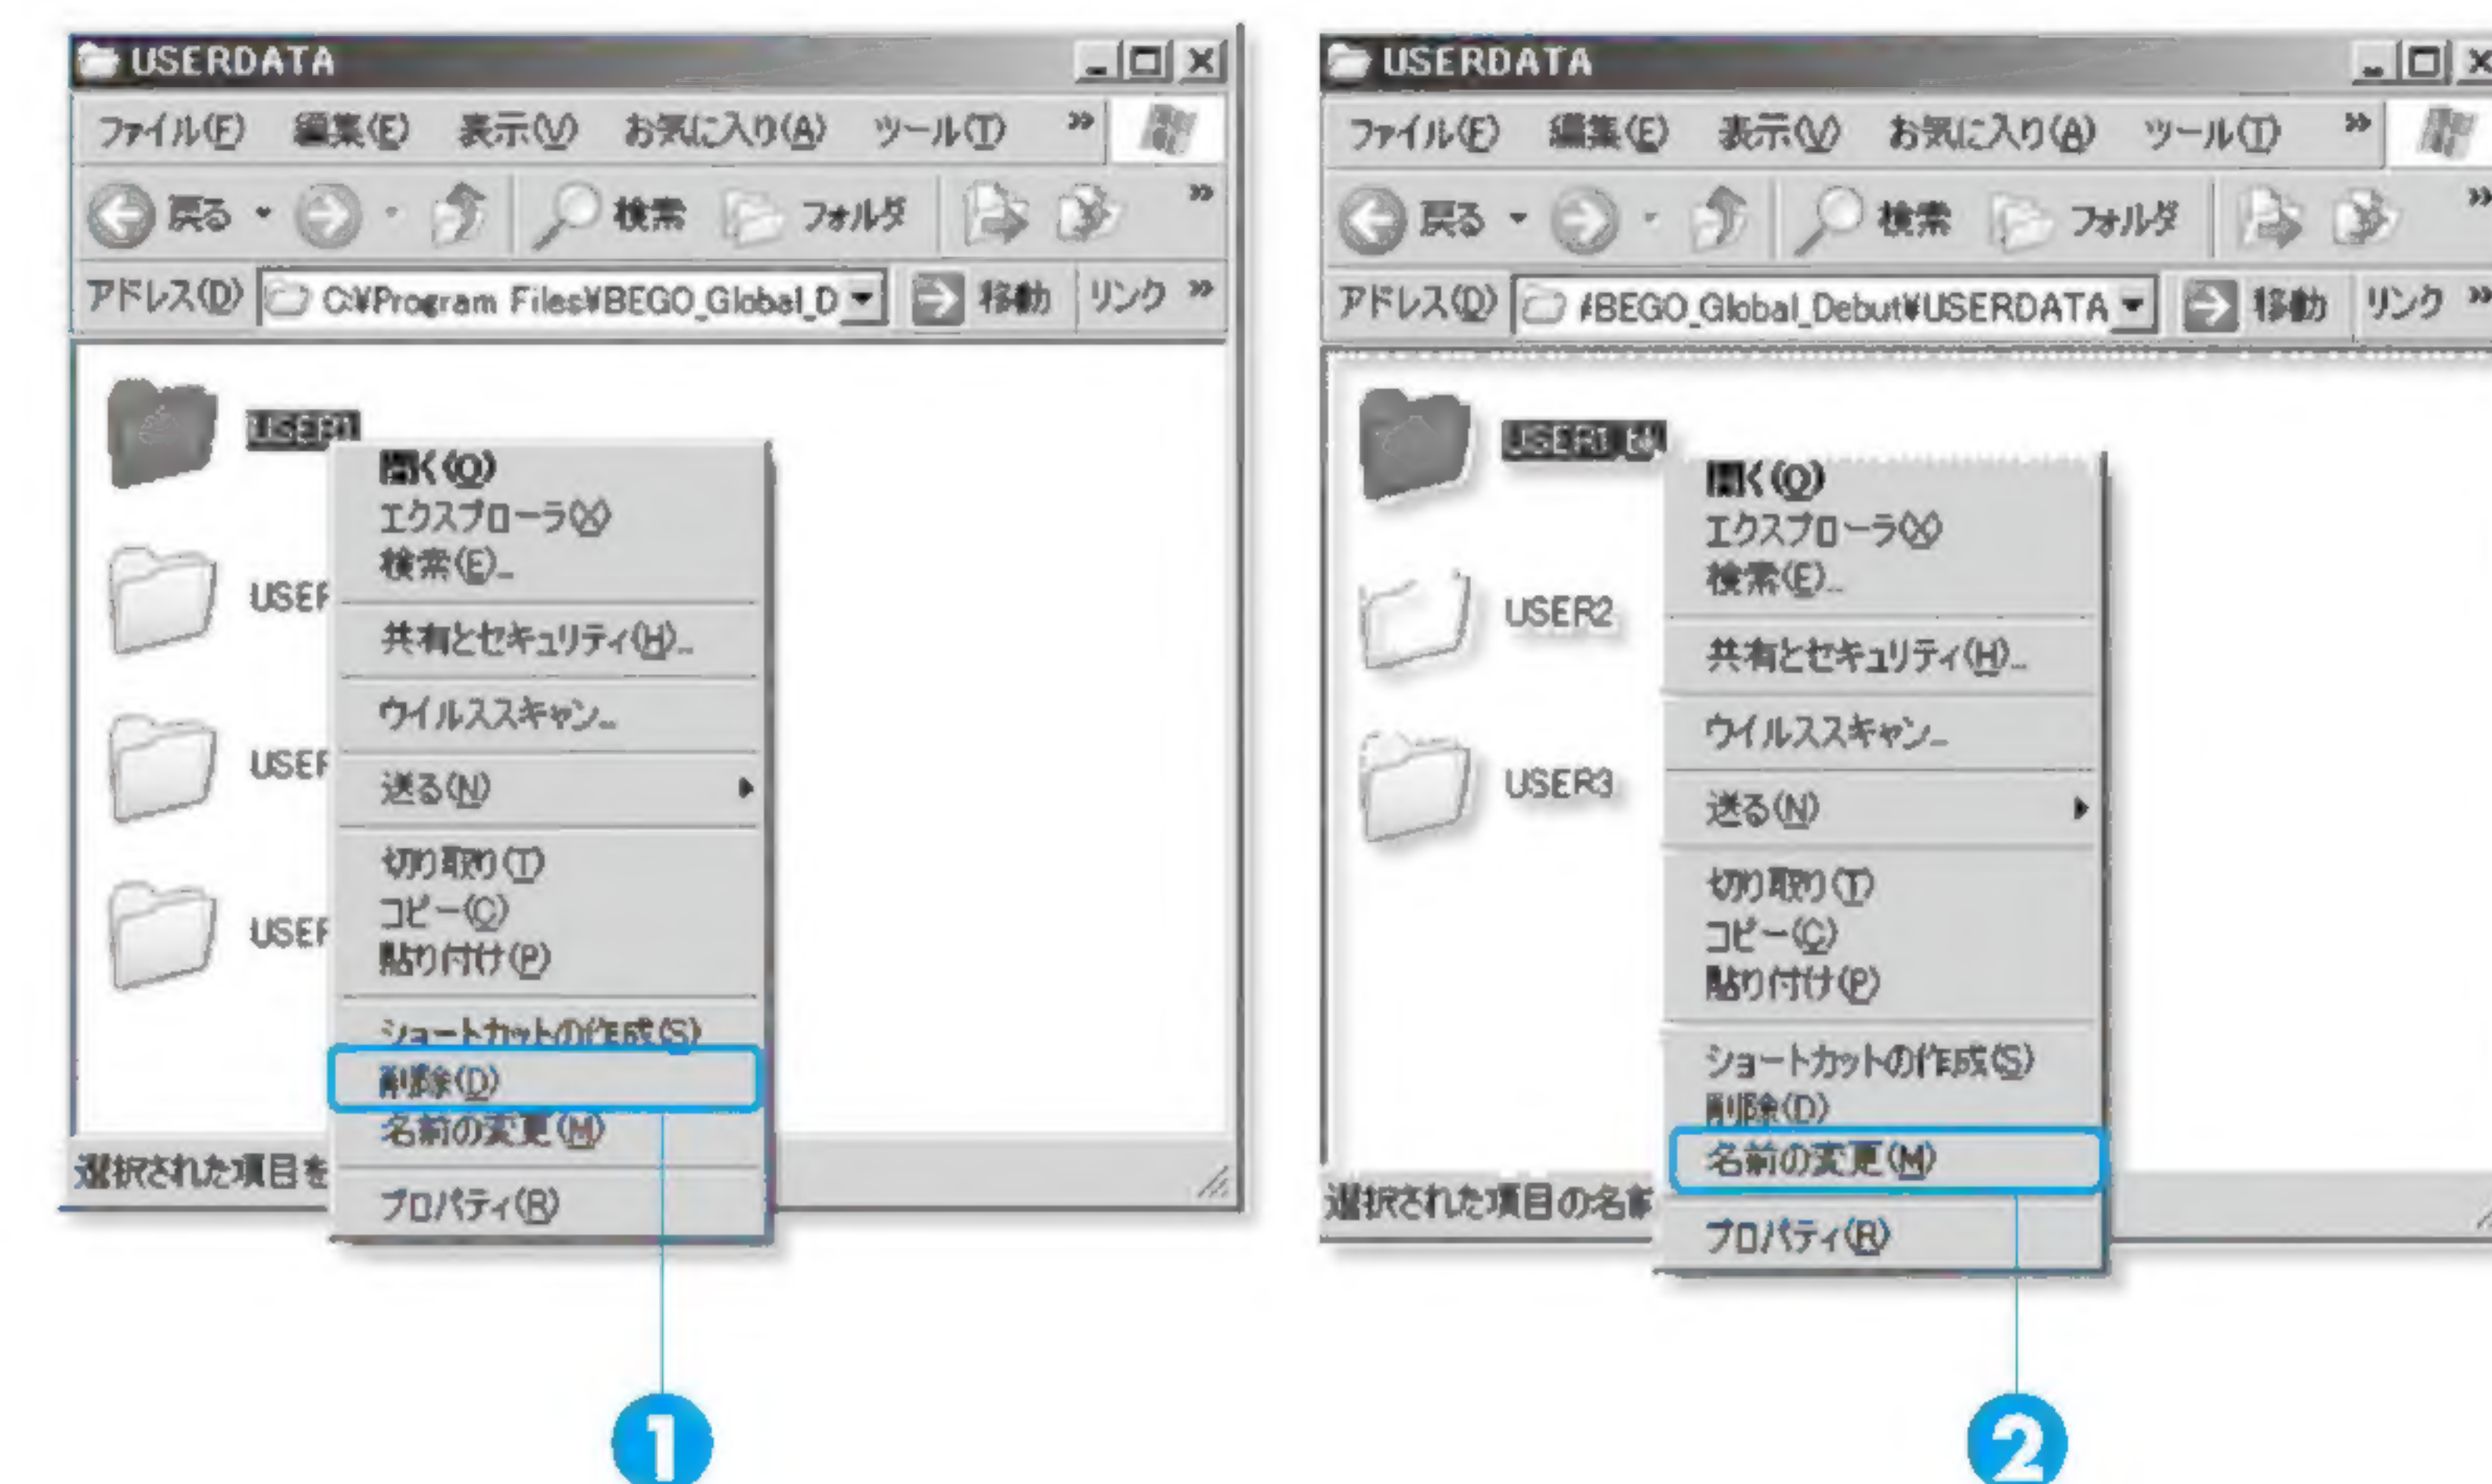 USERDATA
ファイル(F) 編集(E) 表示(V) お気に入り(A) ツール(T) »
戻る 検索 フォルダ »
アドレス(D) C:¥Program Files¥BEGO_Global_D 移動 リンク »
USER1
開く(O)
エクスプローラ(X)
検索(E)...
USER
共有とセキュリティ(H)...
ウイルススキャン...
USER
送る(N)
切り取り(T)
コピー(C)
USER
貼り付け(P)
ショートカットの作成(S)
削除(D)
名前の変更(M)
選択された項目を
プロパティ(R)
1
USERDATA
ファイル(F) 編集(E) 表示(V) お気に入り(A) ツール(T) »
戻る 検索 フォルダ »
アドレス(D) ¥BEGO_Global_Debut¥USERDATA 移動 リンク »
USER1
開く(O)
エクスプローラ(X)
検索(E)...
USER2
共有とセキュリティ(H)...
ウイルススキャン...
USER3
送る(N)
切り取り(T)
コピー(C)
貼り付け(P)
ショートカットの作成(S)
削除(D)
名前の変更(M)
選択された項目の名前
プロパティ(R)
2